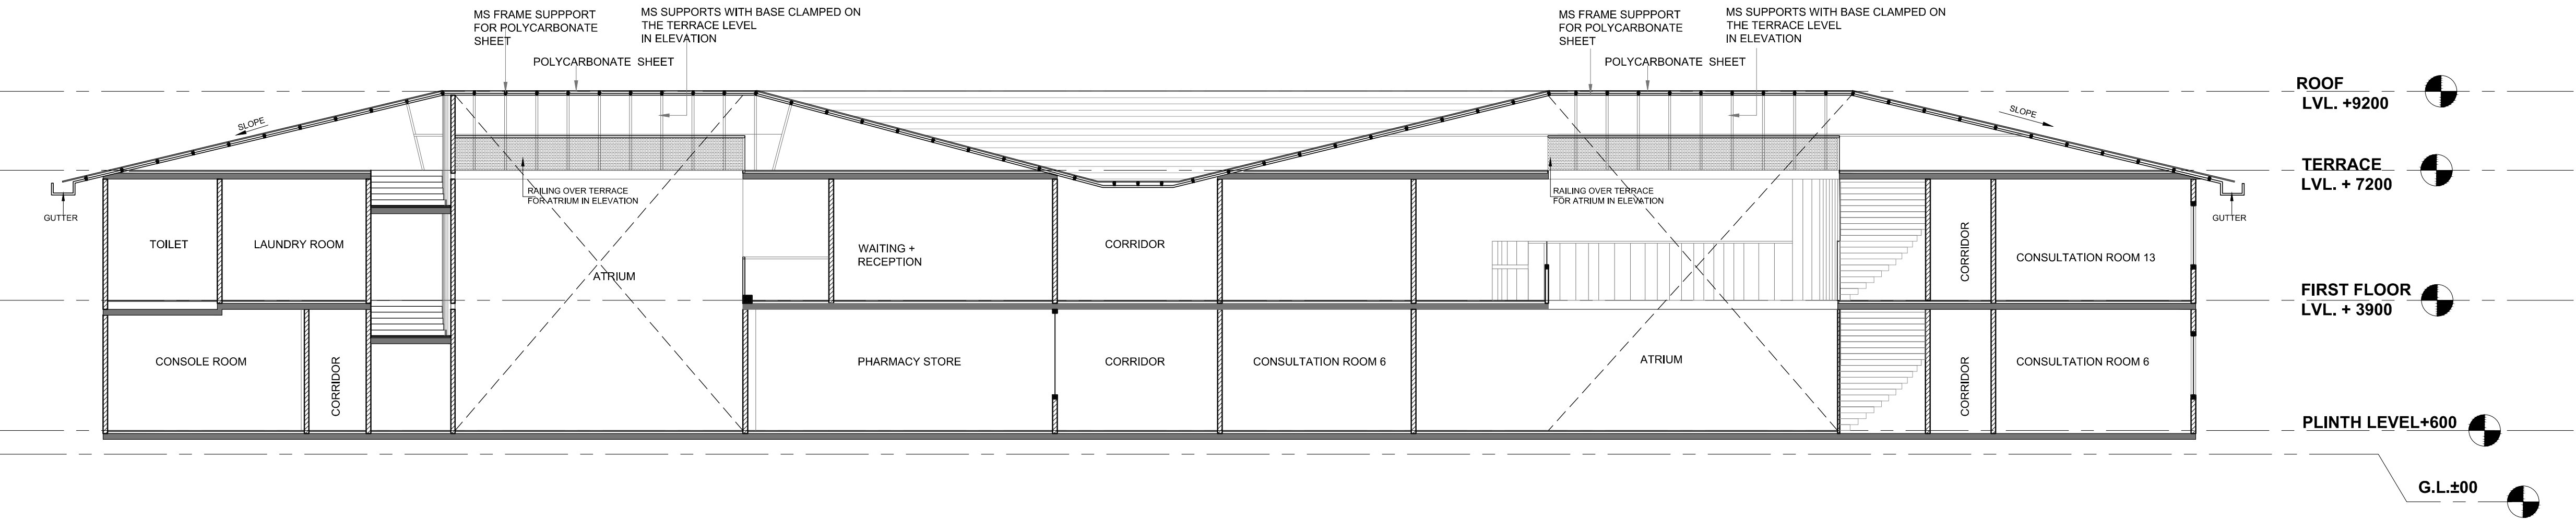 MS FRAME SUPPPORT
FOR POLYCARBONATE
SHEET
MS SUPPORTS WITH BASE CLAMPED ON
THE TERRACE LEVEL
IN ELEVATION
POLYCARBONATE SHEET
MS FRAME SUPPPORT
FOR POLYCARBONATE
SHEET
MS SUPPORTS WITH BASE CLAMPED ON
THE TERRACE LEVEL
IN ELEVATION
POLYCARBONATE SHEET
ROOF
LVL. +9200
SLOPE
SLOPE
TERRACE
LVL. + 7200
RAILING OVER TERRACE
FOR ATRIUM IN ELEVATION
RAILING OVER TERRACE
FOR ATRIUM IN ELEVATION
GUTTER
GUTTER
TOILET
LAUNDRY ROOM
ATRIUM
WAITING +
RECEPTION
CORRIDOR
CORRIDOR
CONSULTATION ROOM 13
FIRST FLOOR
LVL. + 3900
CONSOLE ROOM
CORRIDOR
PHARMACY STORE
CORRIDOR
CONSULTATION ROOM 6
ATRIUM
CORRIDOR
CONSULTATION ROOM 6
PLINTH LEVEL+600
G.L.±00